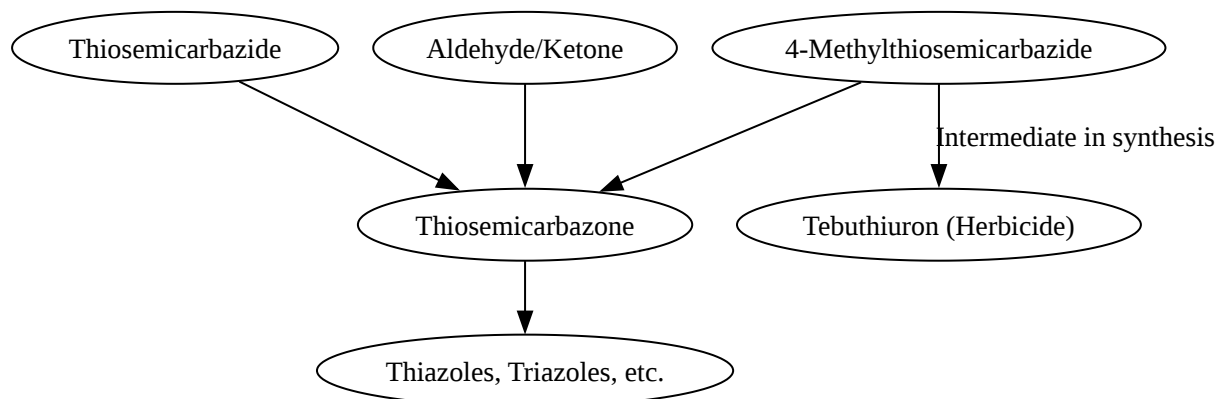 Thiosemicarbazide
Aldehyde/Ketone
4-Methylthiosemicarbazide
Intermediate in synthesis
Thiosemicarbazone
Tebuthiuron (Herbicide)
Thiazoles, Triazoles, etc.